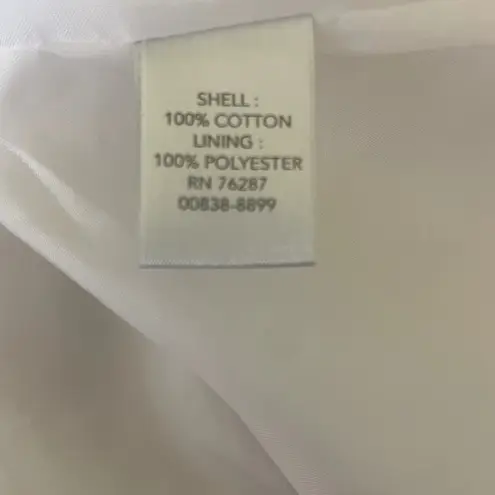 SHELL :
100% COTTON
LINING :
100% POLYESTER
RN 76287
00838-8899